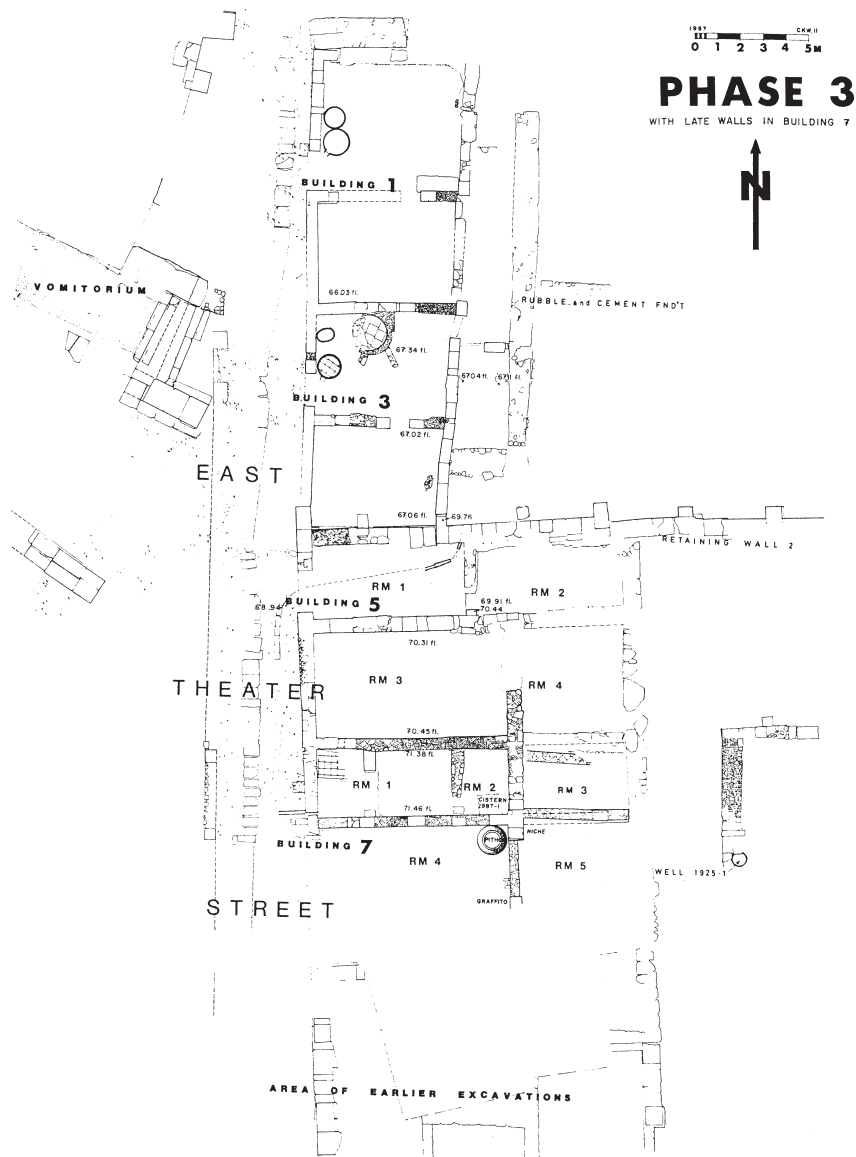 1987 CKW, II
0 1 2 3 4 5M
PHASE 3
WITH LATE WALLS IN BUILDING 7
N
BUILDING 1
VOMITORIUM
66.03 fl.
RUBBLE and CEMENT FND'T
67.34 fl.
67.04 fl. 67.11 fl.
BUILDING 3
67.02 fl.
EAST
67.06 fl. 69.76
RETAINING WALL 2
RM 1
RM 2
68.94
BUILDING 5
69.91 fl.
70.44
70.31 fl.
RM 3
RM 4
THEATER
70.45 fl.
71.38 fl.
RM 1
RM 2
RM 3
CISTERN
1987-1
71.46 fl.
BUILDING 7
PITHOS
NICHE
RM 4
RM 5
WELL 1925-1
GRAFFITO
STREET
AREA OF EARLIER EXCAVATIONS